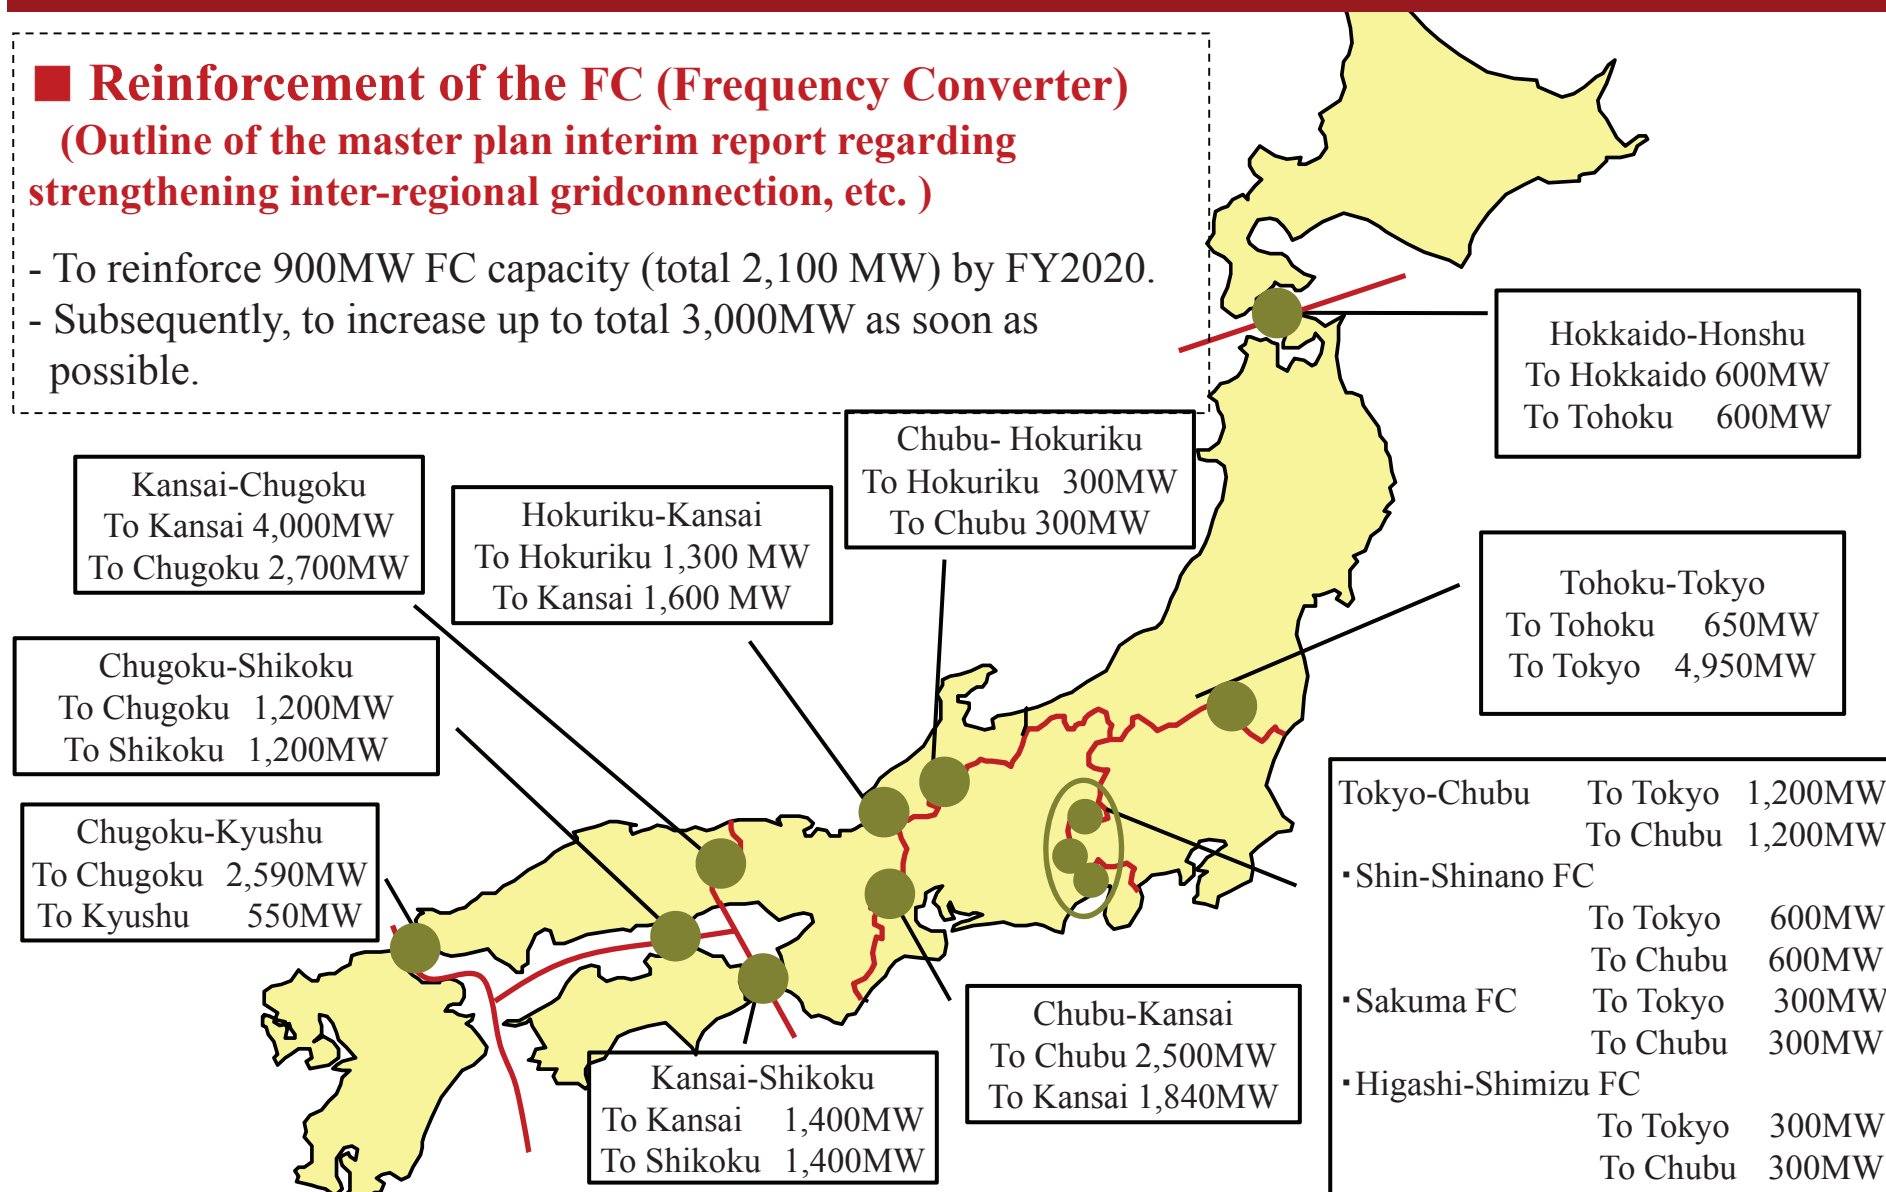 ■ Reinforcement of the FC (Frequency Converter)
(Outline of the master plan interim report regarding
strengthening inter-regional gridconnection, etc. )
- To reinforce 900MW FC capacity (total 2,100 MW) by FY2020.
- Subsequently, to increase up to total 3,000MW as soon as
possible.
Hokkaido-Honshu
To Hokkaido 600MW
To Tohoku 600MW
Chubu- Hokuriku
To Hokuriku 300MW
To Chubu 300MW
Kansai-Chugoku
To Kansai 4,000MW
To Chugoku 2,700MW
Hokuriku-Kansai
To Hokuriku 1,300 MW
To Kansai 1,600 MW
Tohoku-Tokyo
To Tohoku 650MW
To Tokyo 4,950MW
Chugoku-Shikoku
To Chugoku 1,200MW
To Shikoku 1,200MW
Chugoku-Kyushu
To Chugoku 2,590MW
To Kyushu 550MW
Tokyo-Chubu To Tokyo 1,200MW
To Chubu 1,200MW
・Shin-Shinano FC
To Tokyo 600MW
To Chubu 600MW
・Sakuma FC To Tokyo 300MW
To Chubu 300MW
・Higashi-Shimizu FC
To Tokyo 300MW
To Chubu 300MW
Chubu-Kansai
To Chubu 2,500MW
To Kansai 1,840MW
Kansai-Shikoku
To Kansai 1,400MW
To Shikoku 1,400MW